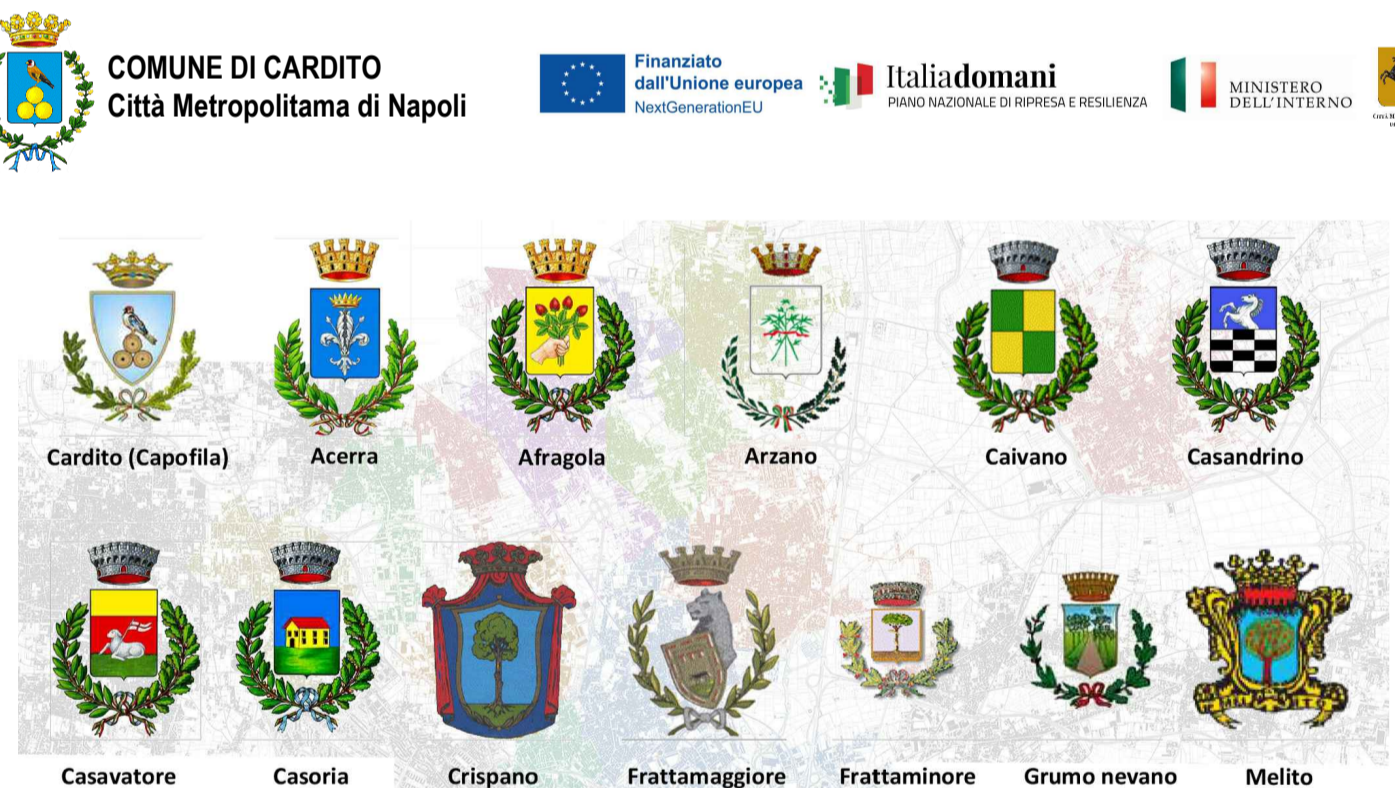 COMUNE DI CARDITO
Città Metropolitama di Napoli
Finanziato
dall'Unione europea
NextGenerationEU
Italiadomani
PIANO NAZIONALE DI RIPRESA E RESILIENZA
MINISTERO
DELL'INTERNO
Cardito (Capofila)
Acerra
Afragola
Arzano
Caivano
Casandrino
Casavatore
Casoria
Crispano
Frattamaggiore
Frattaminore
Grumo nevano
Melito